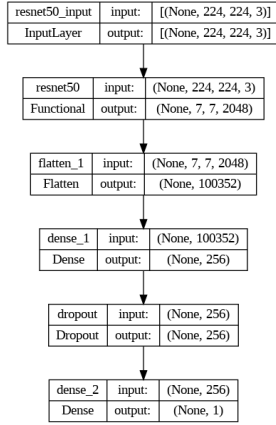 resnet50_input input: [(None, 224, 224, 3)]
InputLayer output: [(None, 224, 224, 3)]
resnet50 input: (None, 224, 224, 3)
Functional output: (None, 7, 7, 2048)
flatten_1 input: (None, 7, 7, 2048)
Flatten output: (None, 100352)
dense_1 input: (None, 100352)
Dense output: (None, 256)
dropout input: (None, 256)
Dropout output: (None, 256)
dense_2 input: (None, 256)
Dense output: (None, 1)